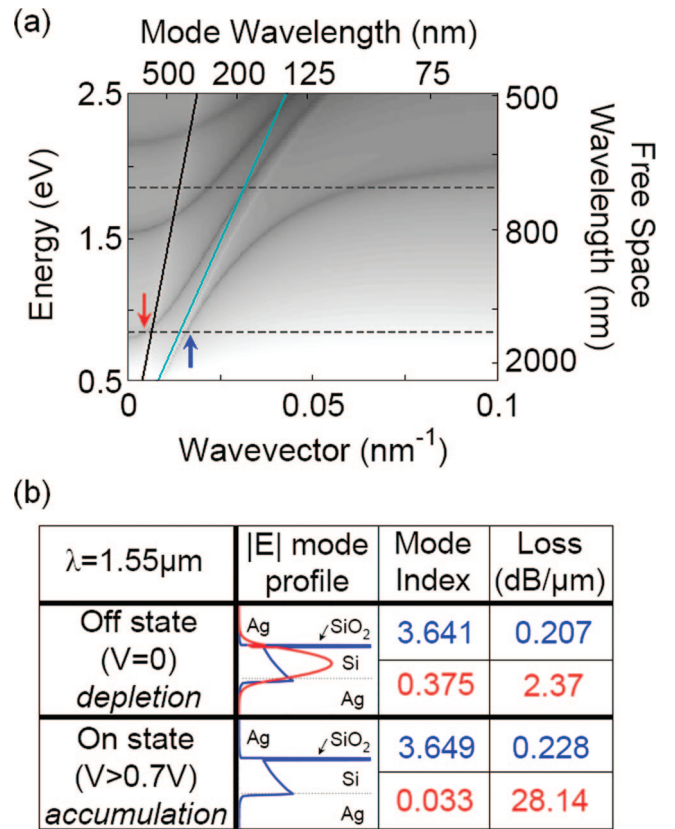 (a)
Mode Wavelength (nm)
500 200 125 75
2.5
1.5
1.0
0.5
Energy (eV)
500
800
2000
Free Space
Wavelength (nm)
0 0.05 0.1
Wavevector (nm⁻¹)
(b)
λ=1.55µm
|E| mode
profile
Mode
Index
Loss
(dB/µm)
Off state
(V=0)
depletion
Ag SiO₂
Si
Ag
3.641 0.207
0.375 2.37
On state
(V>0.7V)
accumulation
Ag SiO₂
Si
Ag
3.649 0.228
0.033 28.14